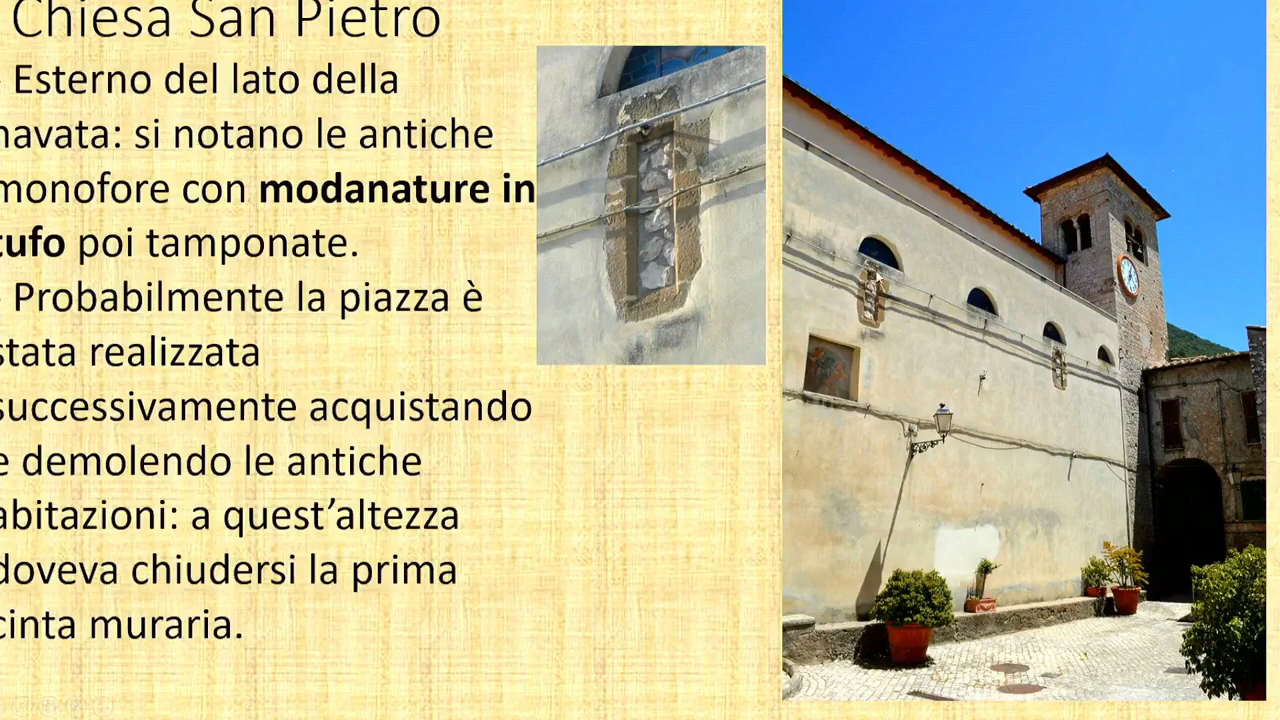 Chiesa San Pietro
- Esterno del lato della
navata: si notano le antiche
monofore con modanature in
tufo poi tamponate.
- Probabilmente la piazza è
stata realizzata
successivamente acquistando
e demolendo le antiche
abitazioni: a quest’altezza
doveva chiudersi la prima
cinta muraria.